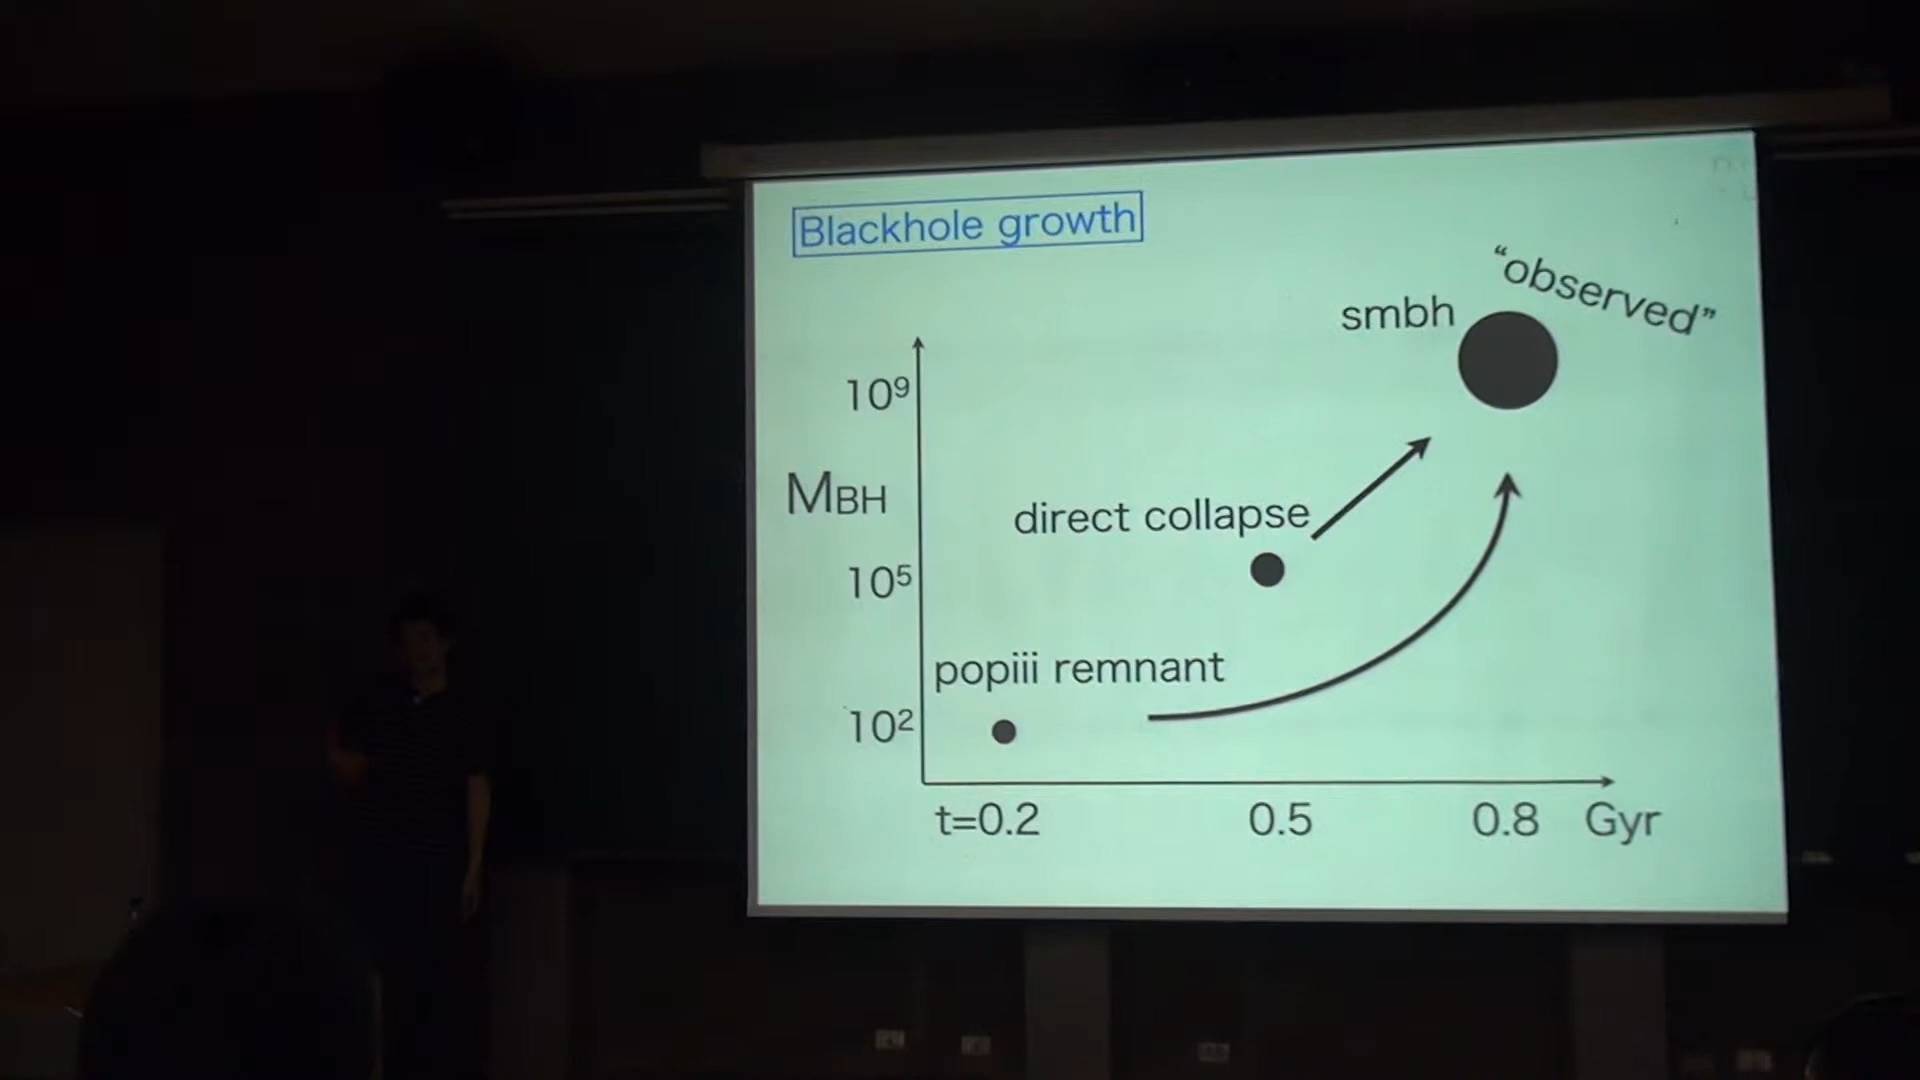 Blackhole growth
“observed”
smbh
10⁹
MBH
direct collapse
10⁵
popiii remnant
10²
t=0.2 0.5 0.8 Gyr